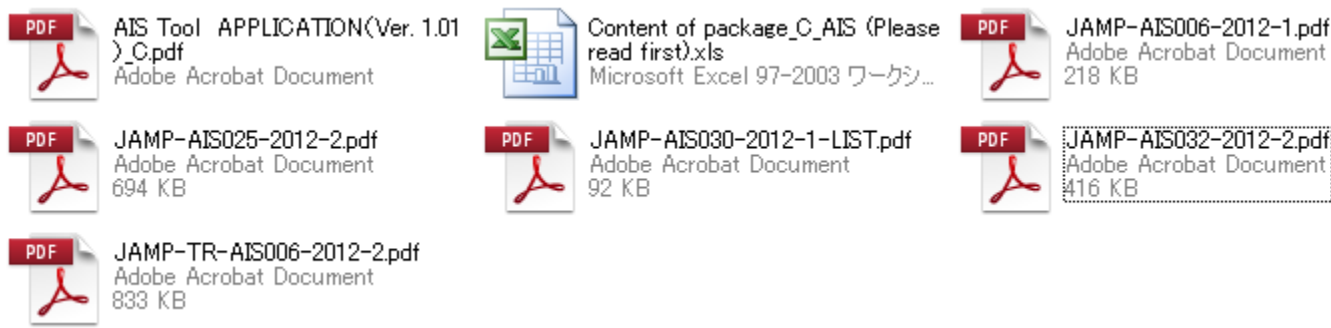 PDF
AIS Tool　APPLICATION(Ver. 1.01
)_C.pdf
Adobe Acrobat Document
Content of package_C_AIS (Please
read first).xls
Microsoft Excel 97-2003 ワークシ...
PDF
JAMP-AIS006-2012-1.pdf
Adobe Acrobat Document
218 KB
PDF
JAMP-AIS025-2012-2.pdf
Adobe Acrobat Document
694 KB
PDF
JAMP-AIS030-2012-1-LIST.pdf
Adobe Acrobat Document
92 KB
PDF
JAMP-AIS032-2012-2.pdf
Adobe Acrobat Document
416 KB
PDF
JAMP-TR-AIS006-2012-2.pdf
Adobe Acrobat Document
833 KB